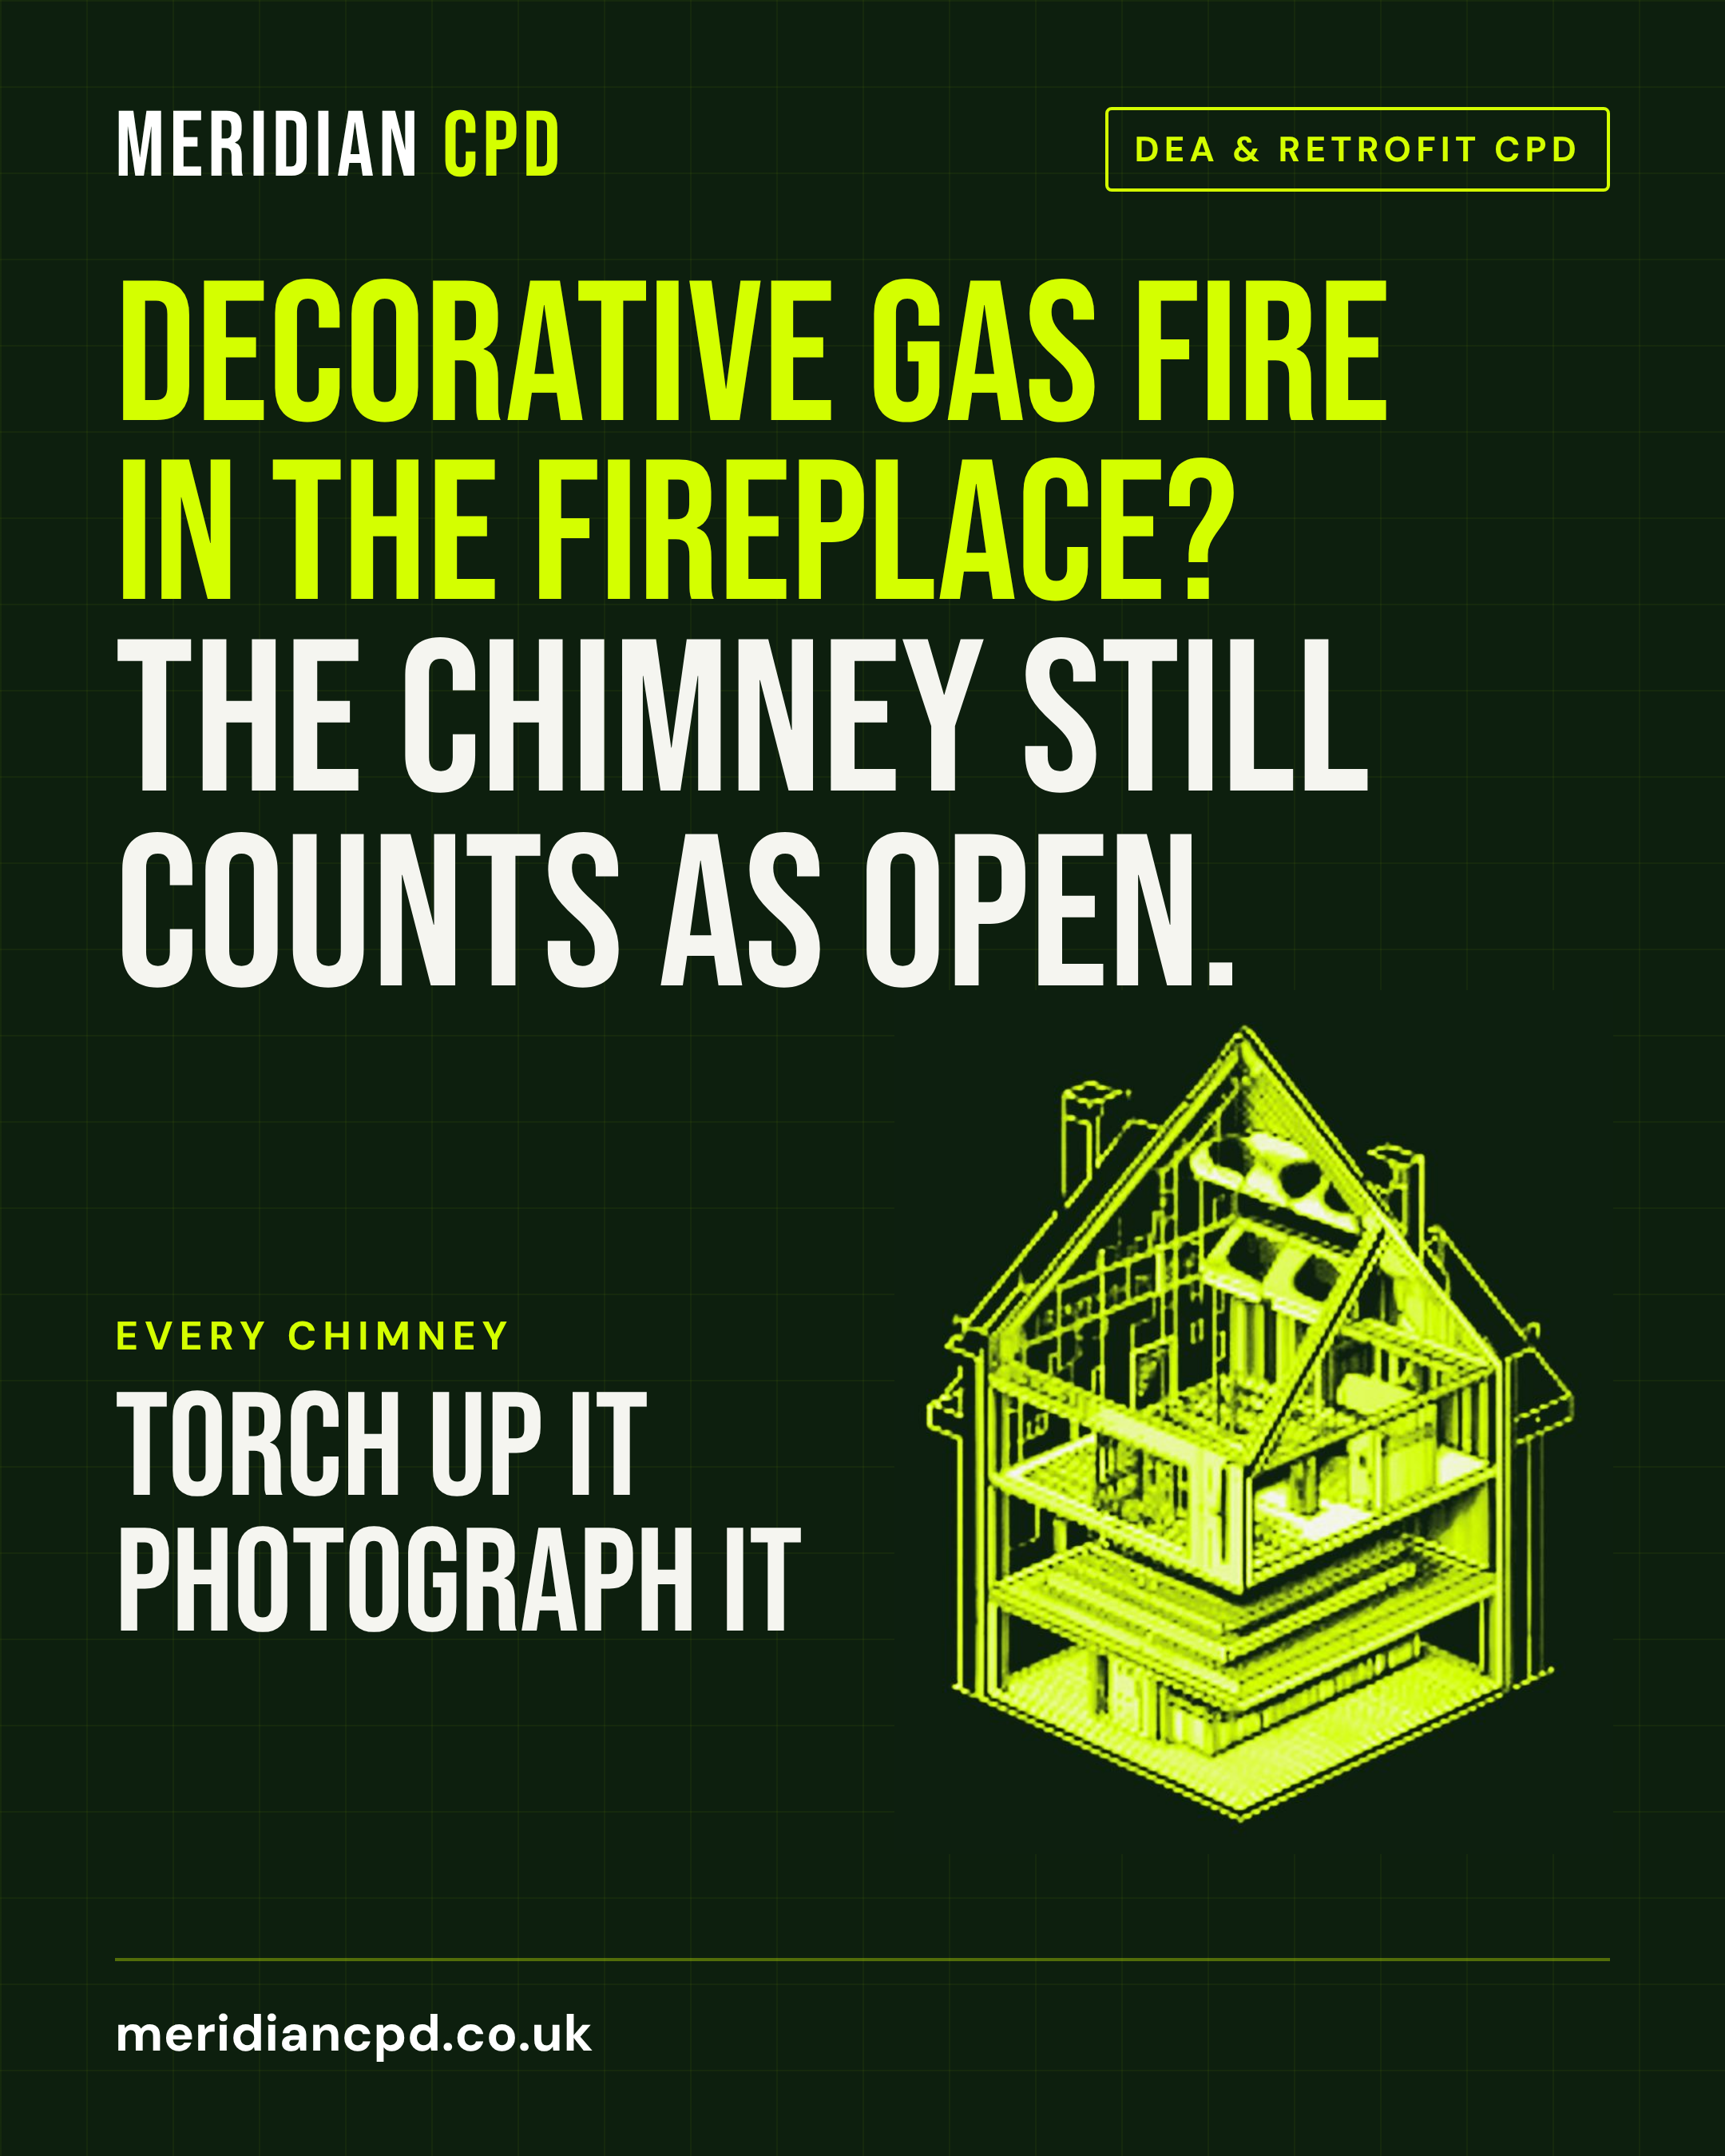 MERIDIAN CPD
DEA & RETROFIT CPD
DECORATIVE GAS FIRE
IN THE FIREPLACE?
THE CHIMNEY STILL
COUNTS AS OPEN.
EVERY CHIMNEY
TORCH UP IT
PHOTOGRAPH IT
meridiancpd.co.uk